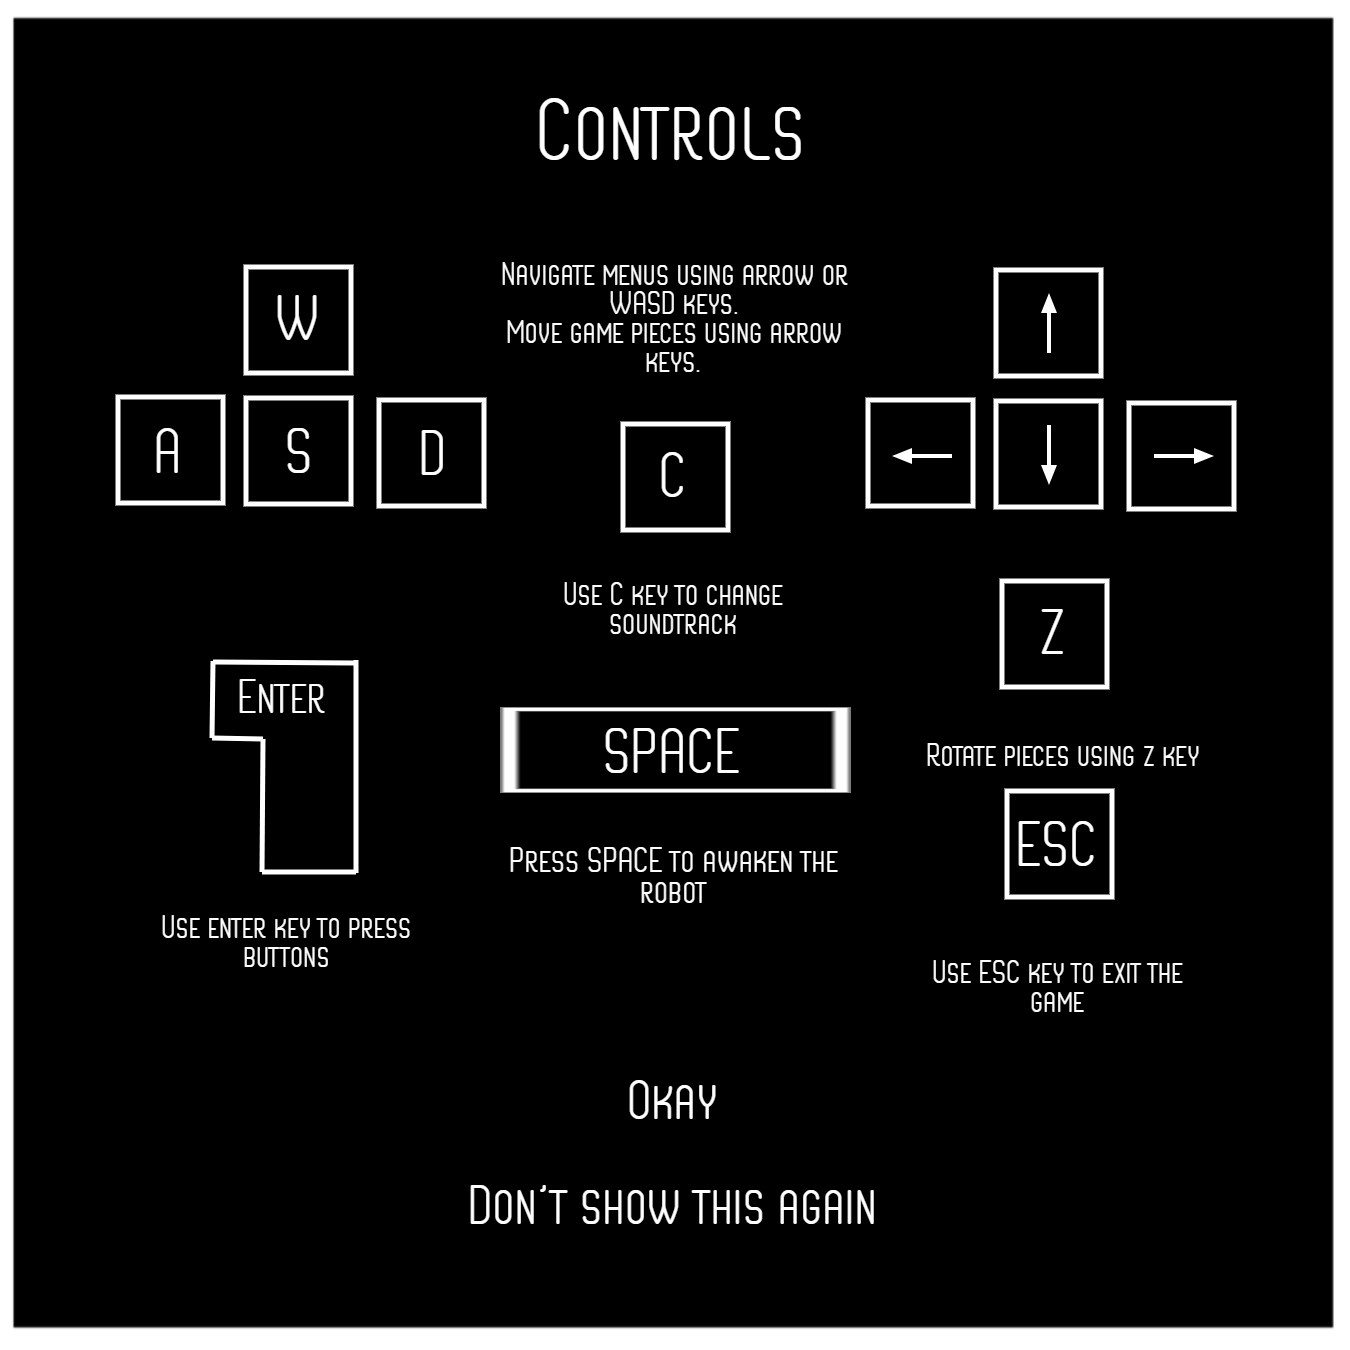 Controls
Navigate menus using arrow or
WASD keys.
Move game pieces using arrow
keys.
W
A S D
C
Use C key to change
soundtrack
Z
Rotate pieces using z key
Enter
Use enter key to press
buttons
SPACE
Press SPACE to awaken the
robot
ESC
Use ESC key to exit the
game
Okay
Don't show this again